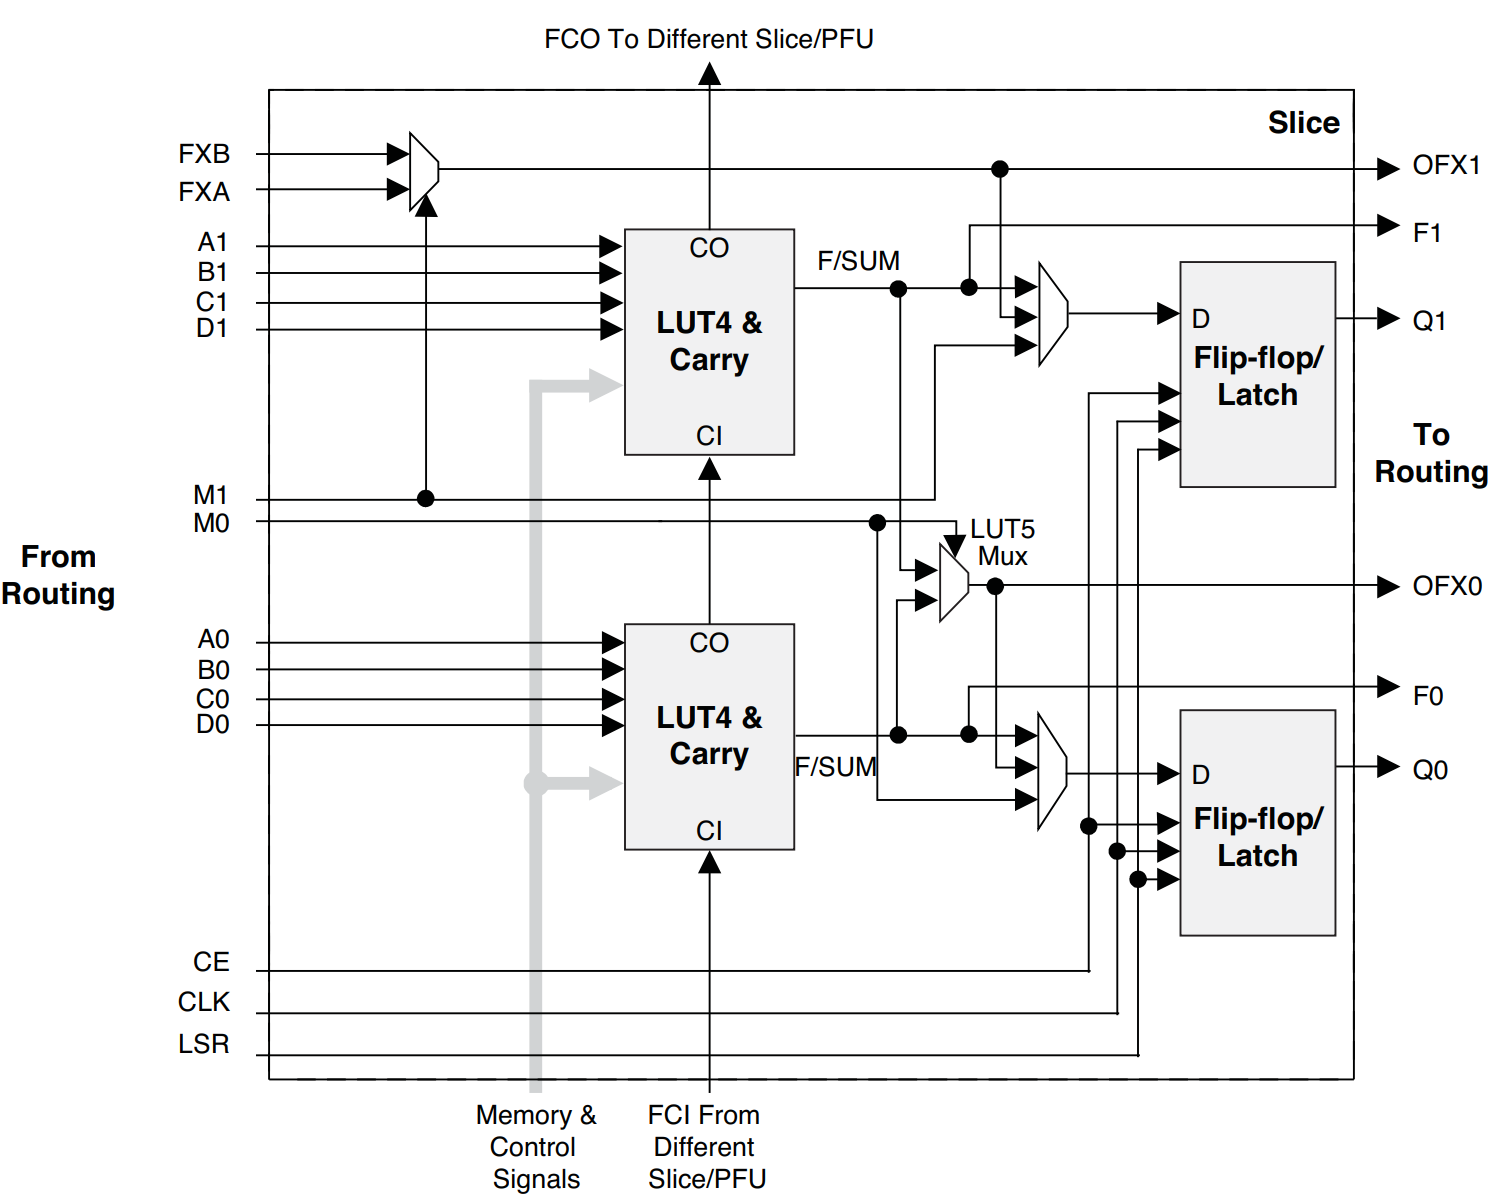 FCO To Different Slice/PFU
Slice
FXB
FXA
OFX1
A1
B1
C1
D1
CO
LUT4 &
Carry
CI
F/SUM
F1
D
Flip-flop/
Latch
Q1
To
Routing
M1
M0
From
Routing
LUT5
Mux
OFX0
A0
B0
C0
D0
CO
LUT4 &
Carry
CI
F/SUM
F0
D
Flip-flop/
Latch
Q0
CE
CLK
LSR
Memory &
Control
Signals
FCI From
Different
Slice/PFU